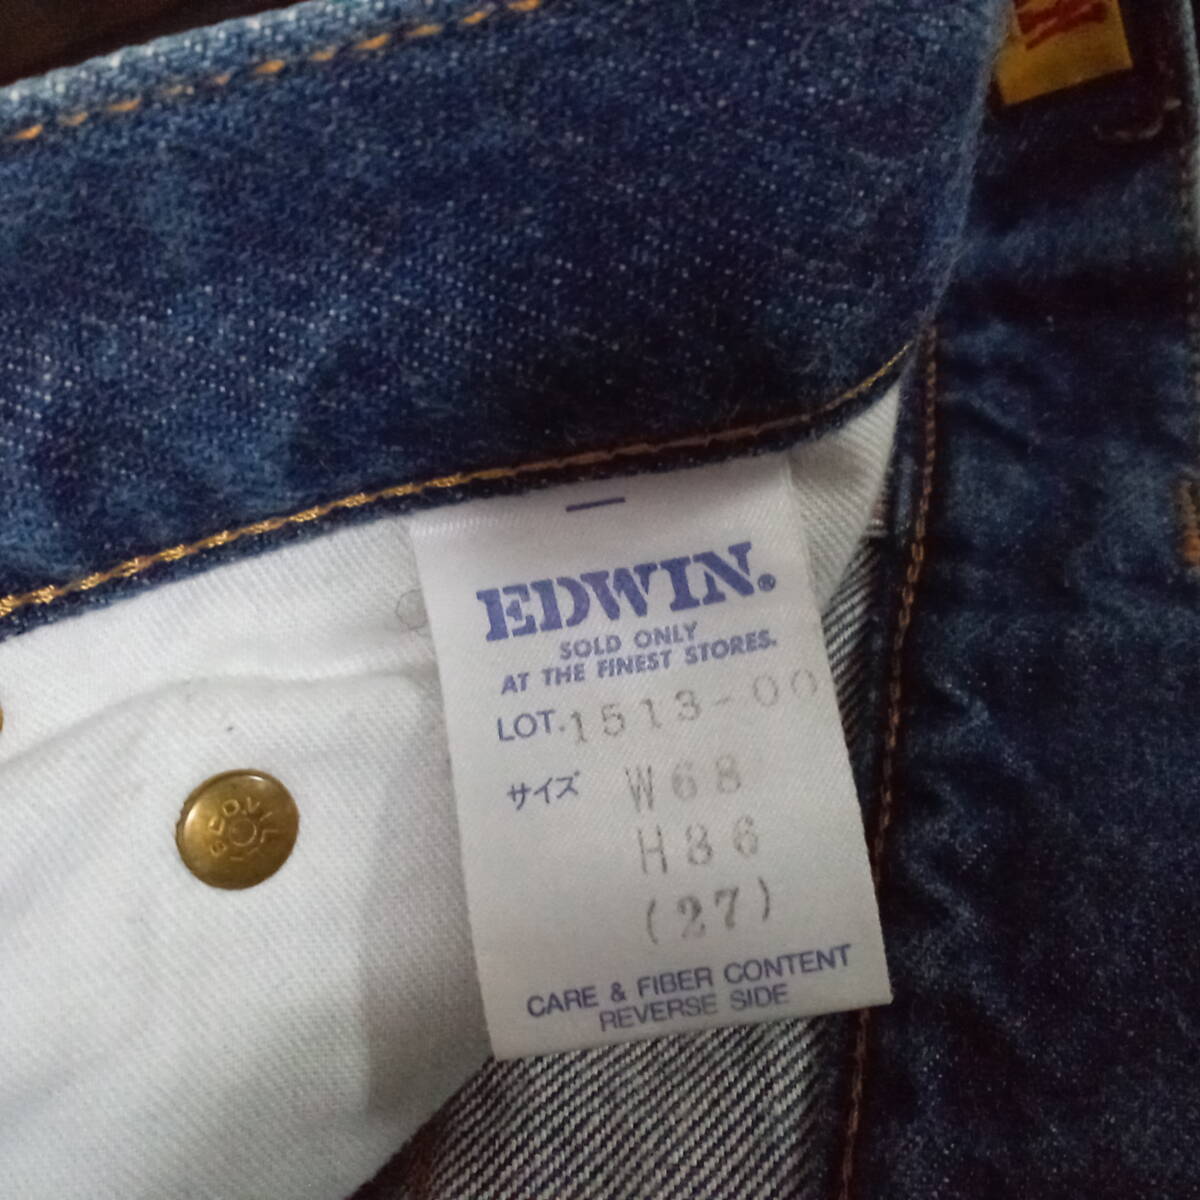 EDWIN.®
SOLD ONLY
AT THE FINEST STORES.
LOT. 1513-00
サイズ W68
H86
(27)
CARE & FIBER CONTENT
REVERSE SIDE